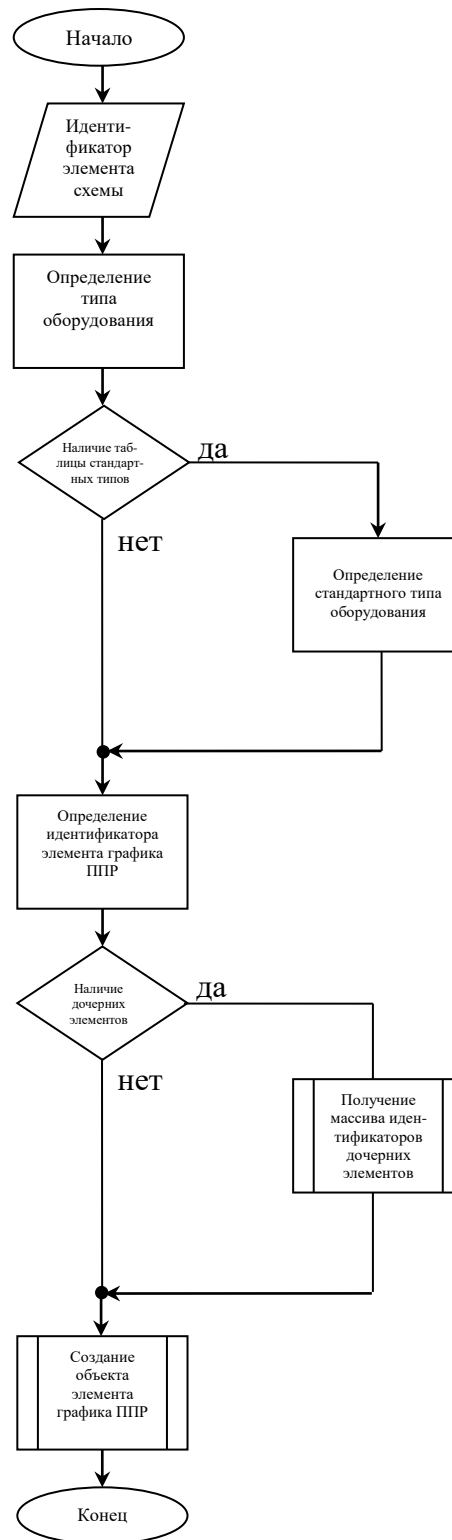 Начало
Иденти-
фикатор
элемента
схемы
Определение
типа
оборудования
Наличие таб-
лицы стандарт-
ных типов
да
нет
Определение
стандартного типа
оборудования
Определение
идентификатора
элемента графика
ППР
Наличие
дочерних
элементов
да
нет
Получение
массива иден-
тификаторов
дочерних
элементов
Создание
объекта
элемента
графика ППР
Конец